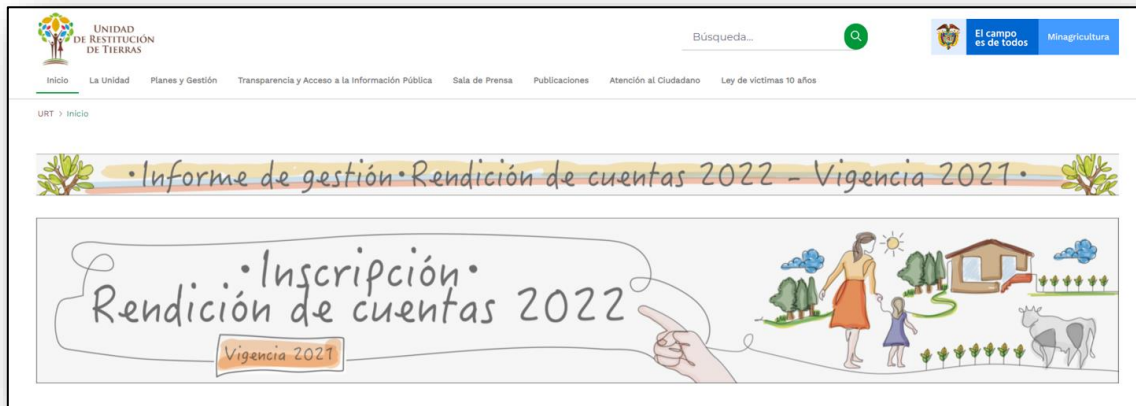 UNIDAD
DE RESTITUCIÓN
DE TIERRAS
Búsqueda...
El campo
es de todos
Minagricultura
Inicio La Unidad Planes y Gestión Transparencia y Acceso a la Información Pública Sala de Prensa Publicaciones Atención al Ciudadano Ley de victimas 10 años
URT > Inicio
•Informe de gestión•Rendición de cuentas 2022 - Vigencia 2021•
•Inscripción•
Rendición de cuentas 2022
Vigencia 2021